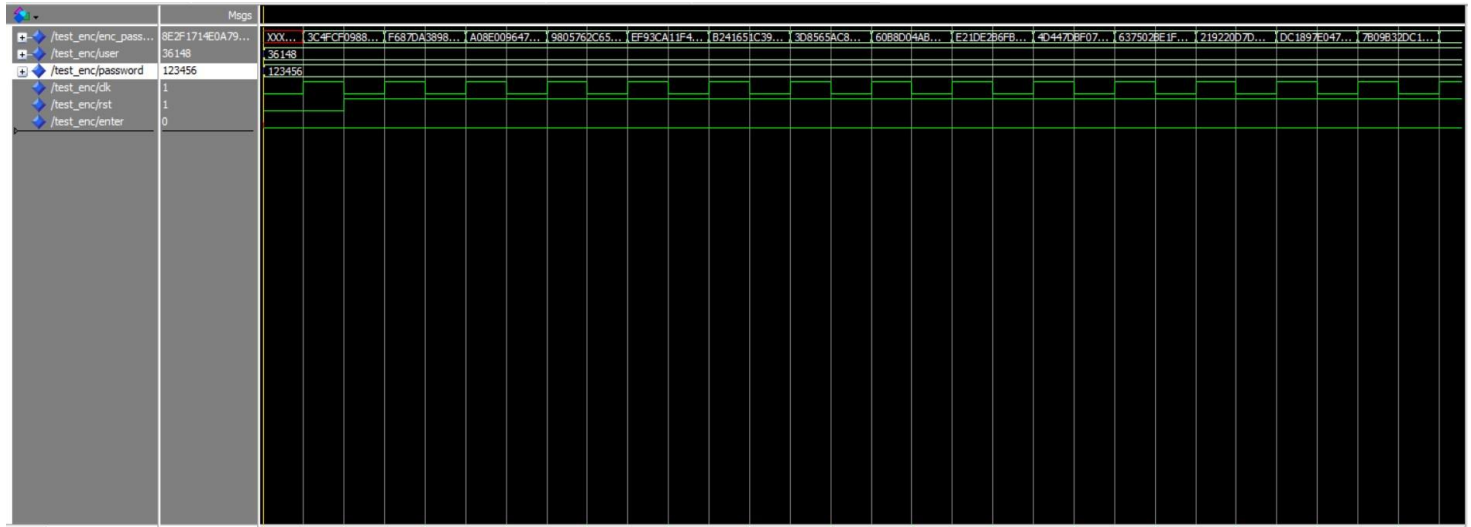 Msgs
/test_enc/enc_pass... 8E2F1714E0A79... XXX... 3C4FCF0988... F687DA3898... A08E009647... 9805762C65... EF93CA11F4... B241651C39... 3D8565AC8... 60B8D04AB... E21DE2B6FB... 4D447DBF07... 637502BE1F... 219220D7D... DC1897E047... 7B09B32DC1...
/test_enc/user 36148 36148
/test_enc/password 123456 123456
/test_enc/clk 1
/test_enc/rst 1
/test_enc/enter 0